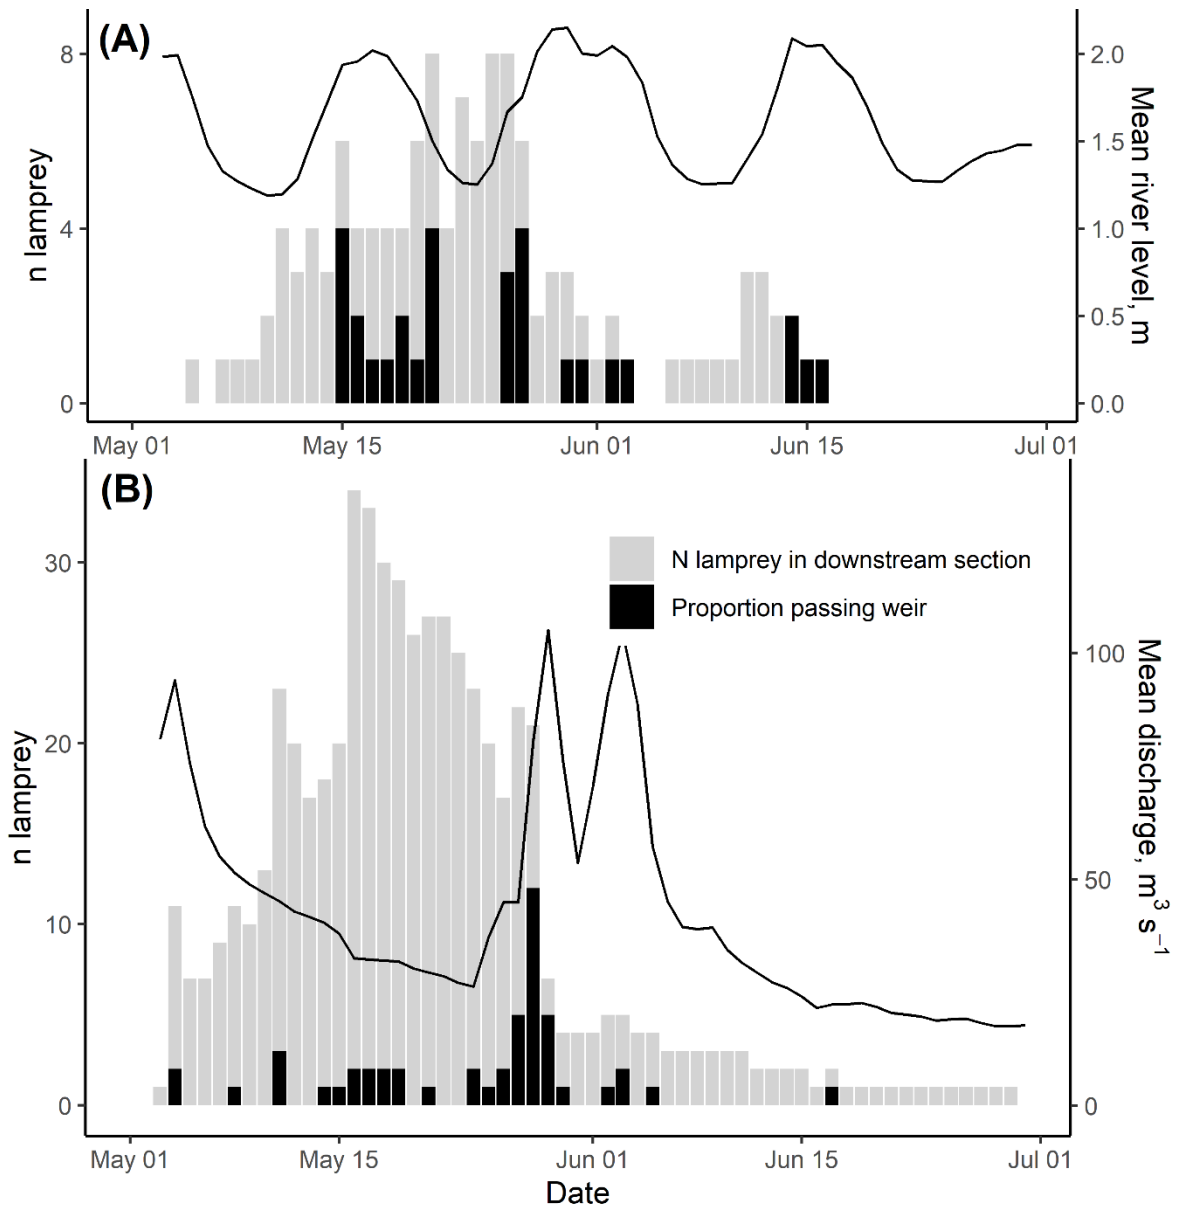 (A)
8
4
0
n lamprey
2.0
1.5
1.0
0.5
0.0
Mean river level, m
May 01 May 15 Jun 01 Jun 15 Jul 01
(B)
N lamprey in downstream section
Proportion passing weir
30
20
10
0
n lamprey
100
50
0
Mean discharge, m³ s⁻¹
May 01 May 15 Jun 01 Jun 15 Jul 01
Date